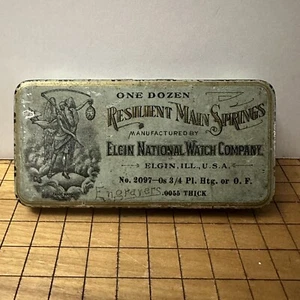 ONE DOZEN
RESILIENT MAIN SPRINGS
MANUFACTURED BY
ELGIN NATIONAL WATCH COMPANY.
ELGIN, ILL., U.S.A.
No. 2097–0s 3/4 Pl. Htg. or O. F.
Engravers .0055 THICK